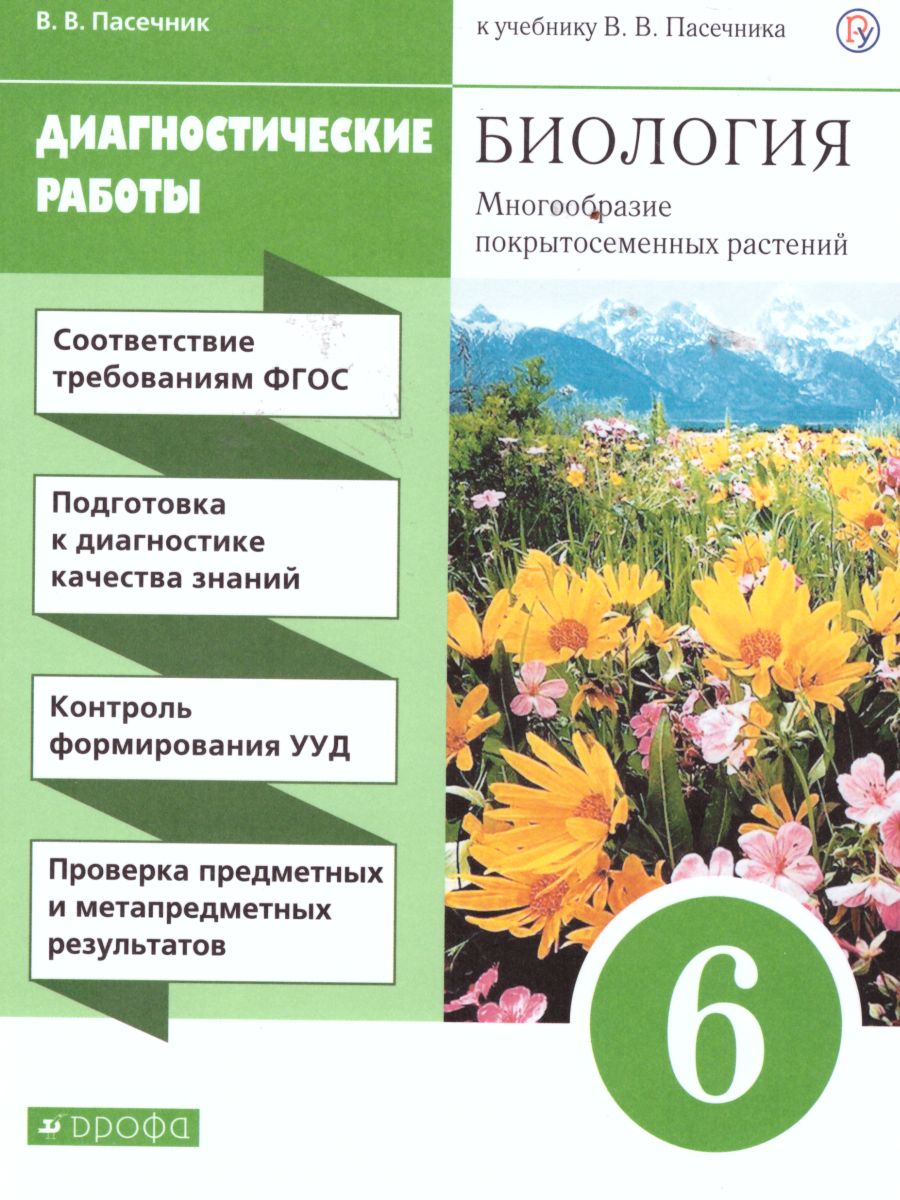 В. В. Пасечник
к учебнику В. В. Пасечника
РУ
ДИАГНОСТИЧЕСКИЕ
РАБОТЫ
БИОЛОГИЯ
Многообразие
покрытосеменных растений
Соответствие
требованиям ФГОС
Подготовка
к диагностике
качества знаний
Контроль
формирования УУД
Проверка предметных
и метапредметных
результатов
6
дрофа